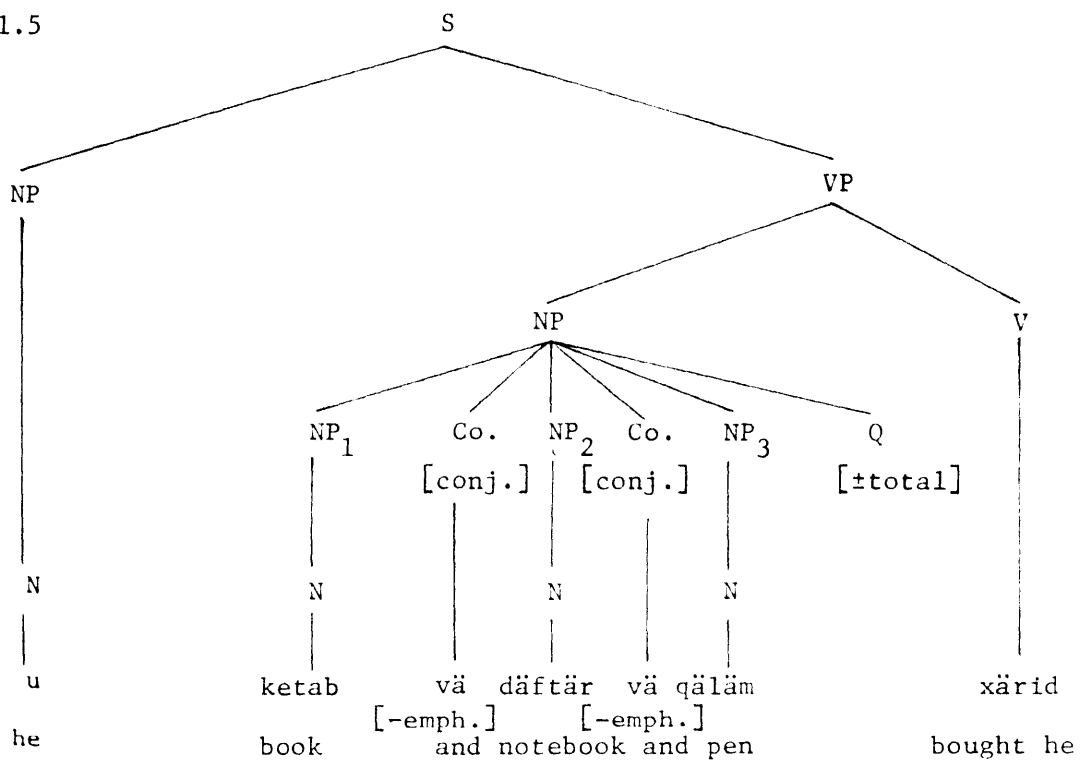 1.5
S
NP VP
NP V
NP1 Co. NP2 Co. NP3 Q
[conj.] [conj.] [±total]
N N N N
u ketab vä däftär vä qäläm xärid
[-emph.] [-emph.]
he book and notebook and pen bought he